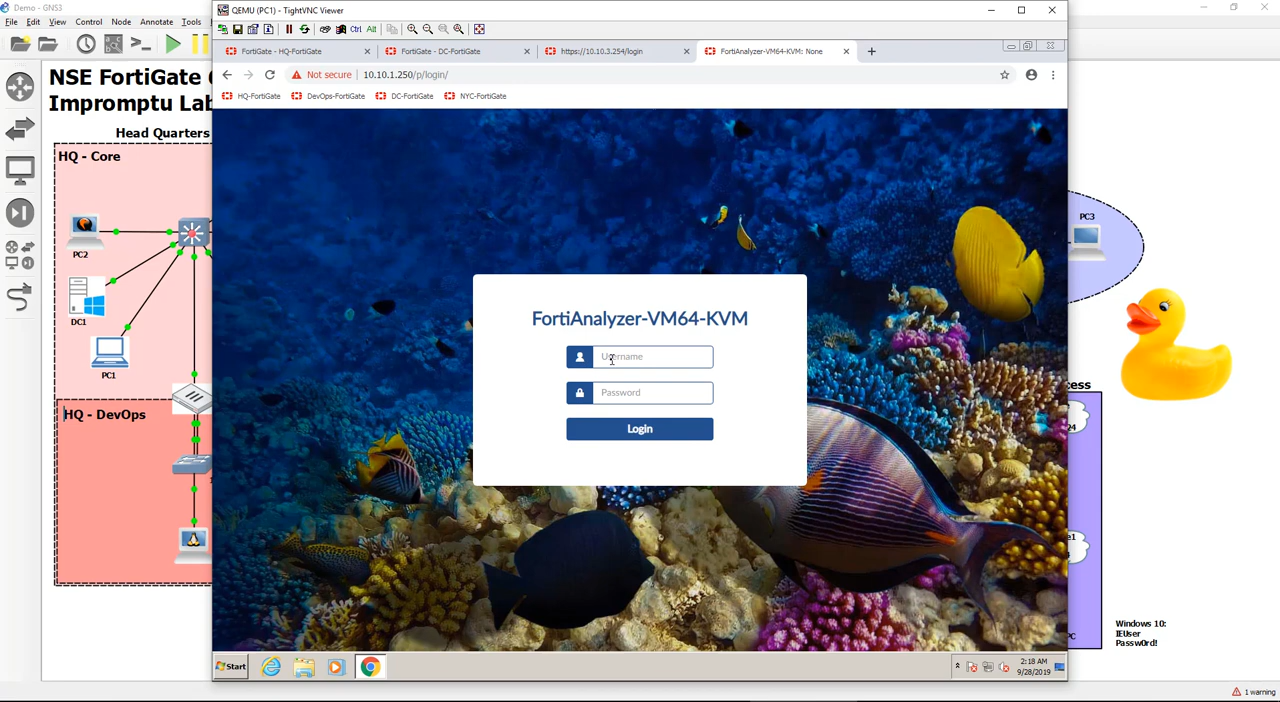 Demo - GNS3
File Edit View Control Node Annotate Tools
NSE FortiGate
Impromptu Lab
Head Quarters
HQ - Core
PC2
DC1
PC1
HQ - DevOps
QEMU (PC1) - TightVNC Viewer
Ctrl Alt
FortiGate - HQ-FortiGate
FortiGate - DC-FortiGate
https://10.10.3.254/login
FortiAnalyzer-VM64-KVM: None
Not secure 10.10.1.250/p/login/
HQ-FortiGate DevOps-FortiGate DC-FortiGate NYC-FortiGate
FortiAnalyzer-VM64-KVM
Username
Password
Login
Start
2:18 AM
9/28/2019
PC3
Windows 10:
IEUser
Passw0rd!
1 warning